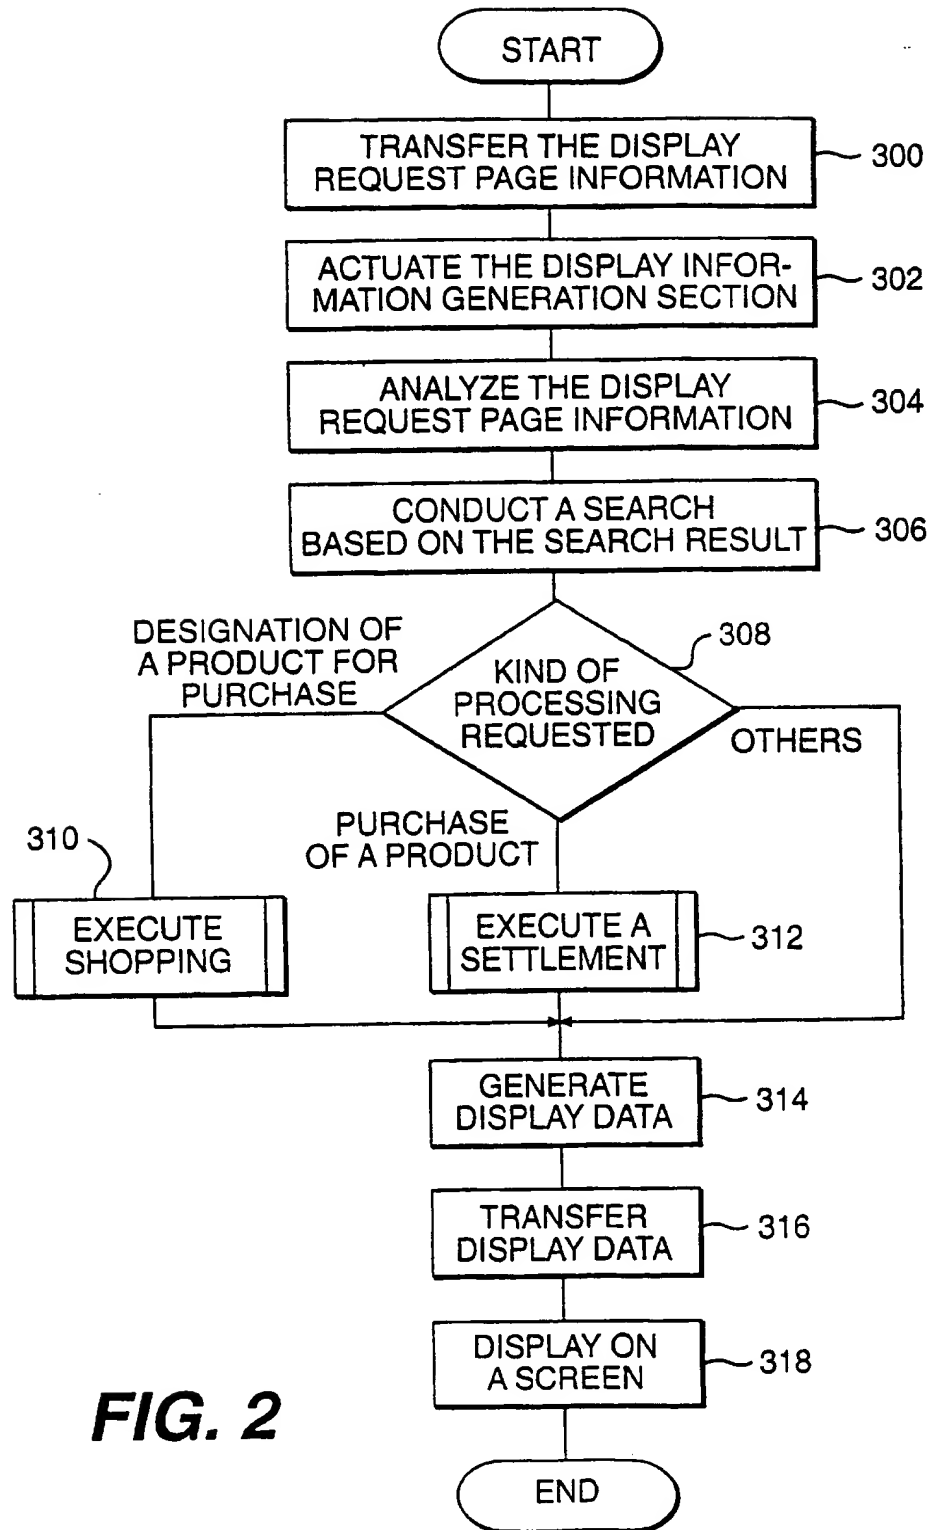 START
TRANSFER THE DISPLAY
REQUEST PAGE INFORMATION
300
ACTUATE THE DISPLAY INFOR-
MATION GENERATION SECTION
302
ANALYZE THE DISPLAY
REQUEST PAGE INFORMATION
304
CONDUCT A SEARCH
BASED ON THE SEARCH RESULT
306
DESIGNATION OF
A PRODUCT FOR
PURCHASE
KIND OF
PROCESSING
REQUESTED
308
OTHERS
PURCHASE
OF A PRODUCT
310
EXECUTE
SHOPPING
EXECUTE A
SETTLEMENT
312
GENERATE
DISPLAY DATA
314
TRANSFER
DISPLAY DATA
316
DISPLAY ON
A SCREEN
318
FIG. 2
END